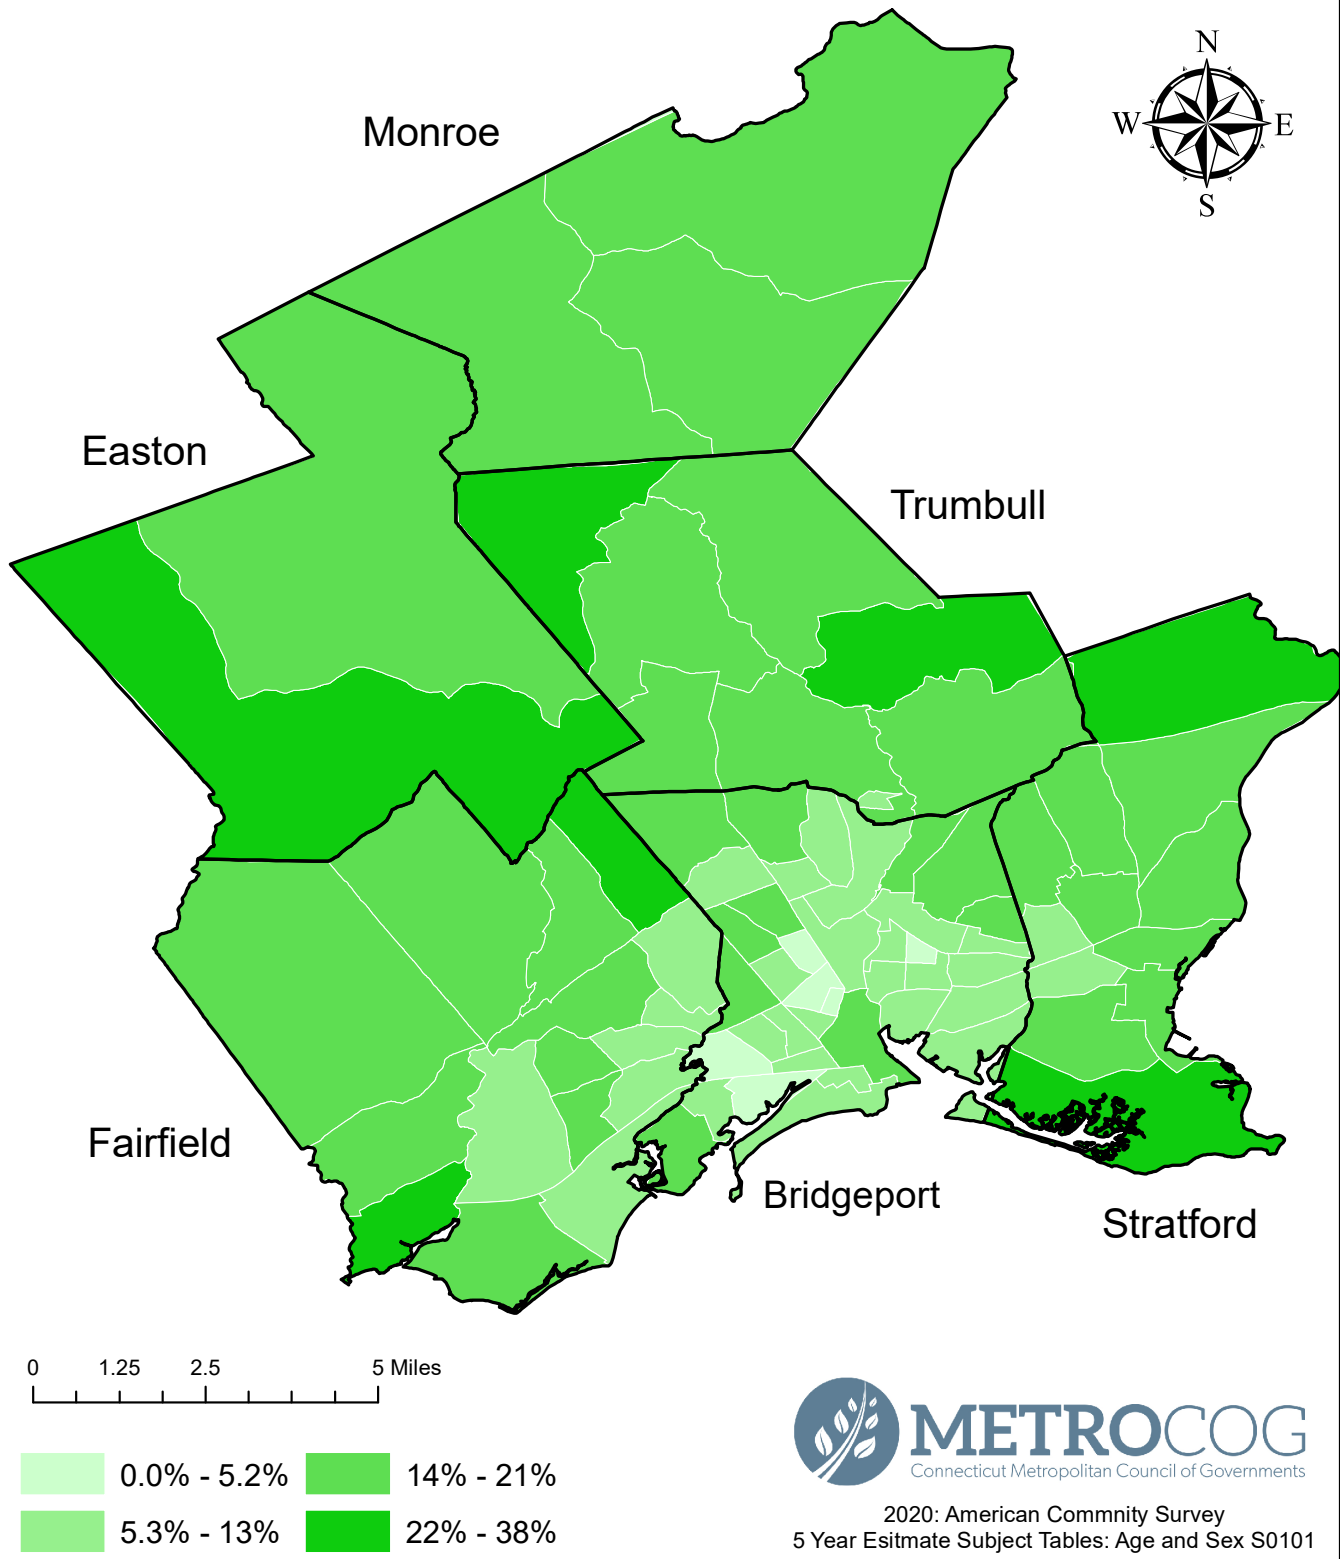 N
Monroe
W
E
S
Easton
Trumbull
Fairfield
Bridgeport
Stratford
0 1.25 2.5 5 Miles
0.0% - 5.2%
14% - 21%
5.3% - 13%
22% - 38%
METROCOG
Connecticut Metropolitan Council of Governments
2020: American Commnity Survey
5 Year Esitmate Subject Tables: Age and Sex S0101